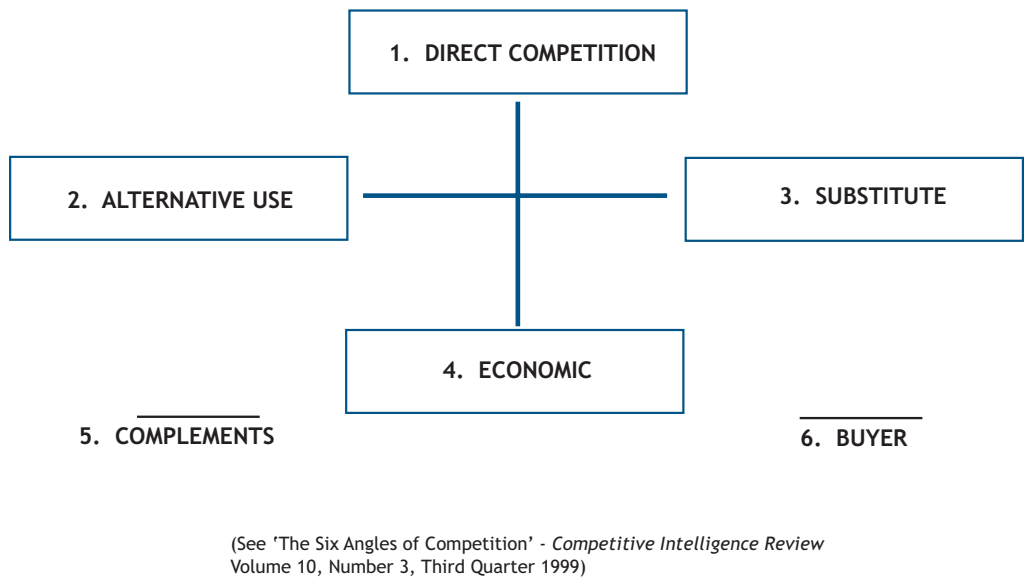 1. DIRECT COMPETITION
2. ALTERNATIVE USE
3. SUBSTITUTE
4. ECONOMIC
5. COMPLEMENTS
6. BUYER
(See ‘The Six Angles of Competition’ - Competitive Intelligence Review
Volume 10, Number 3, Third Quarter 1999)